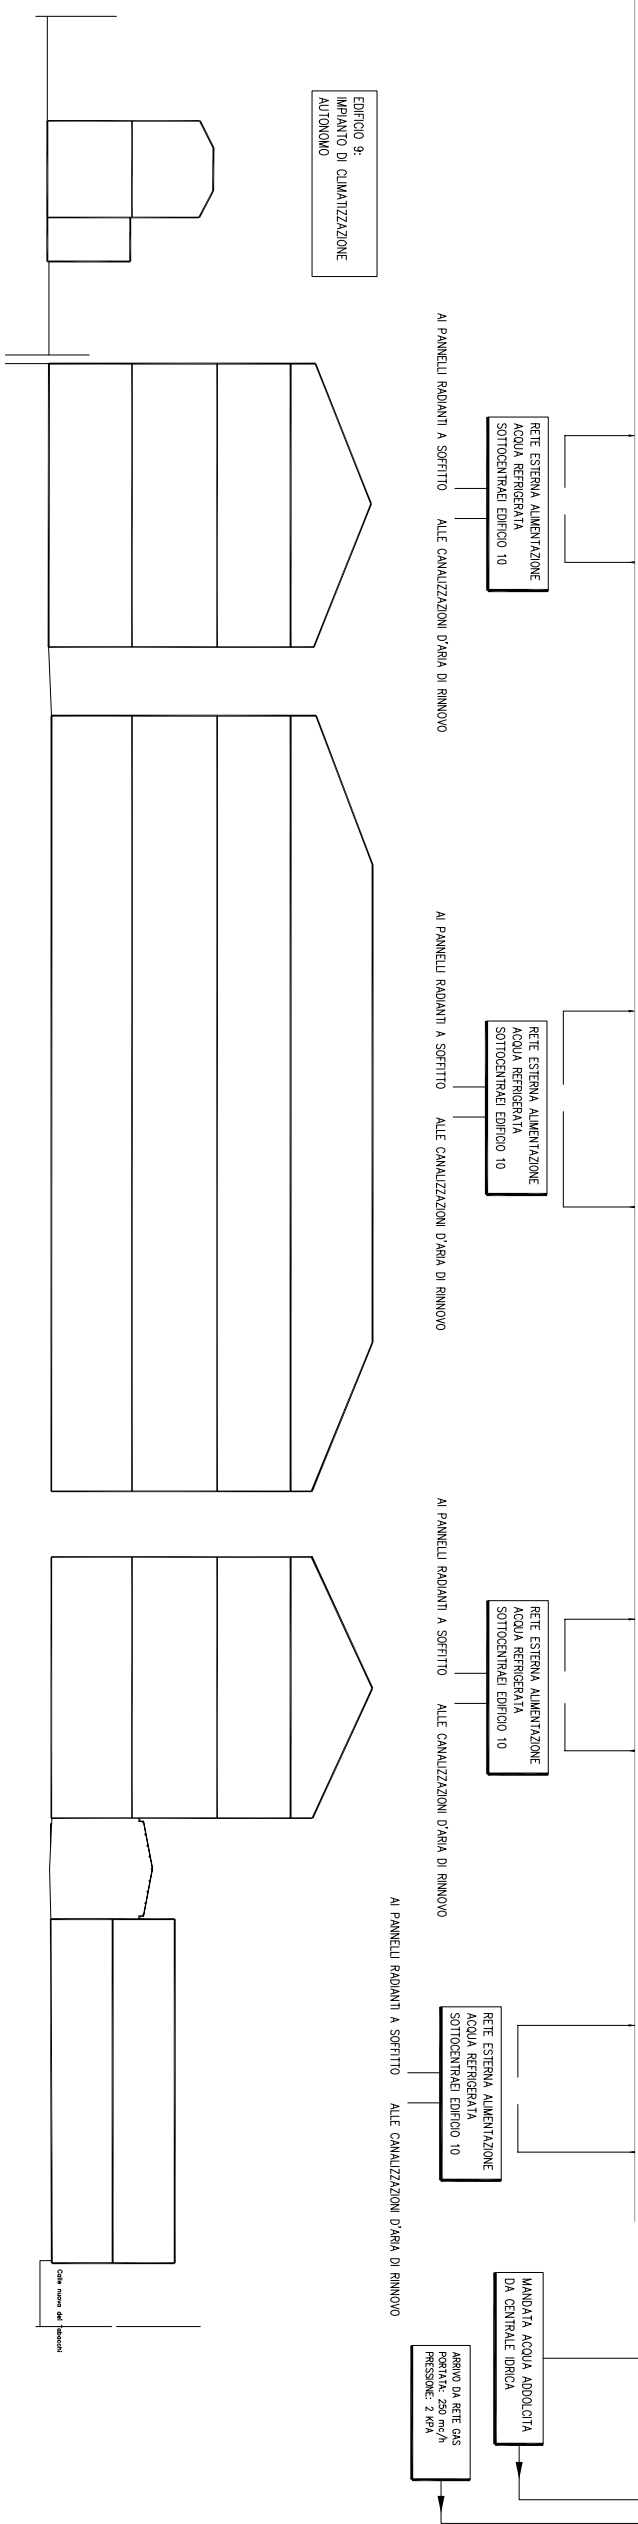 EDIFICIO 9:
IMPIANTO DI CLIMATIZZAZIONE
AUTONOMO
RETE ESTERNA ALIMENTAZIONE
ACQUA REFRIGERATA
SOTTOCENTRAEI EDIFICIO 10
AI PANNELLI RADIANTI A SOFFITTO
ALLE CANALIZZAZIONI D'ARIA DI RINNOVO
RETE ESTERNA ALIMENTAZIONE
ACQUA REFRIGERATA
SOTTOCENTRAEI EDIFICIO 10
AI PANNELLI RADIANTI A SOFFITTO
ALLE CANALIZZAZIONI D'ARIA DI RINNOVO
RETE ESTERNA ALIMENTAZIONE
ACQUA REFRIGERATA
SOTTOCENTRAEI EDIFICIO 10
AI PANNELLI RADIANTI A SOFFITTO
ALLE CANALIZZAZIONI D'ARIA DI RINNOVO
RETE ESTERNA ALIMENTAZIONE
ACQUA REFRIGERATA
SOTTOCENTRAEI EDIFICIO 10
AI PANNELLI RADIANTI A SOFFITTO
ALLE CANALIZZAZIONI D'ARIA DI RINNOVO
MANDATA ACQUA ADDOLCITA
DA CENTRALE IDRICA
ARRIVO DA RETE GAS
PORTATA: 250 mc/h
PRESSIONE: 2 KPA
Calle nuova dei Tabacchi